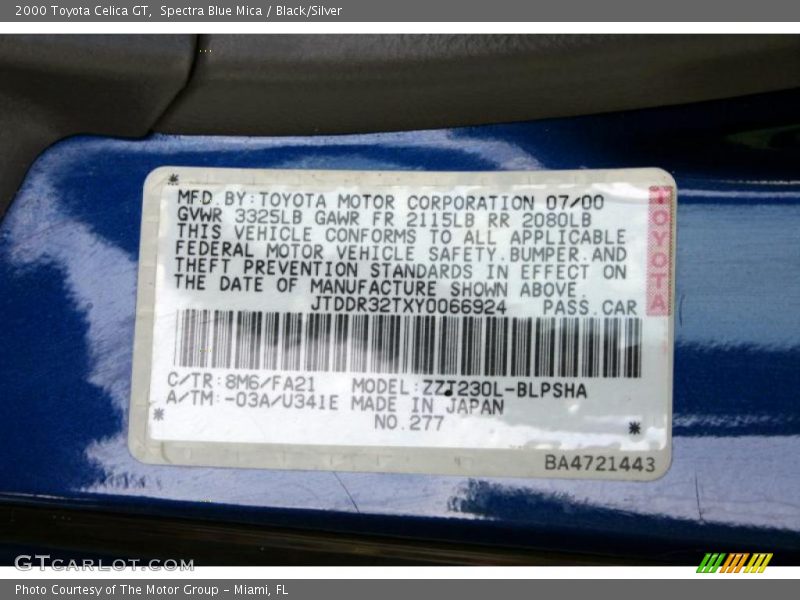 2000 Toyota Celica GT, Spectra Blue Mica / Black/Silver
MFD. BY: TOYOTA MOTOR CORPORATION 07/00
GVWR 3325LB GAWR FR 2115LB RR 2080LB
THIS VEHICLE CONFORMS TO ALL APPLICABLE
FEDERAL MOTOR VEHICLE SAFETY. BUMPER. AND
THEFT PREVENTION STANDARDS IN EFFECT ON
THE DATE OF MANUFACTURE SHOWN ABOVE.
JTDDR32TXY0066924 PASS. CAR
TOYOTA
C/TR: 8M6/FA21 MODEL: ZZT230L-BLPSHA
A/TM: -03A/U341E MADE IN JAPAN
NO. 277
BA4721443
GTCARLOT.COM
Photo Courtesy of The Motor Group - Miami, FL